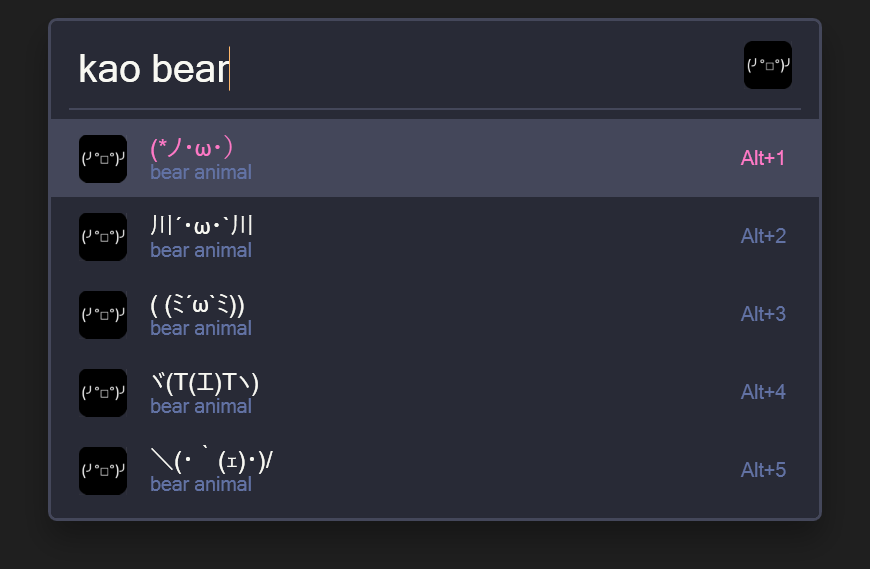 kao bear
(╯°□°)╯
(╯°□°)╯
(*ノ･ω･)
bear animal
Alt+1
(╯°□°)╯
川´･ω･`川
bear animal
Alt+2
(╯°□°)╯
( (ミ´ω`ミ))
bear animal
Alt+3
(╯°□°)╯
ヾ(T(エ)Tヽ)
bear animal
Alt+4
(╯°□°)╯
＼(･｀(ｪ)･)/
bear animal
Alt+5